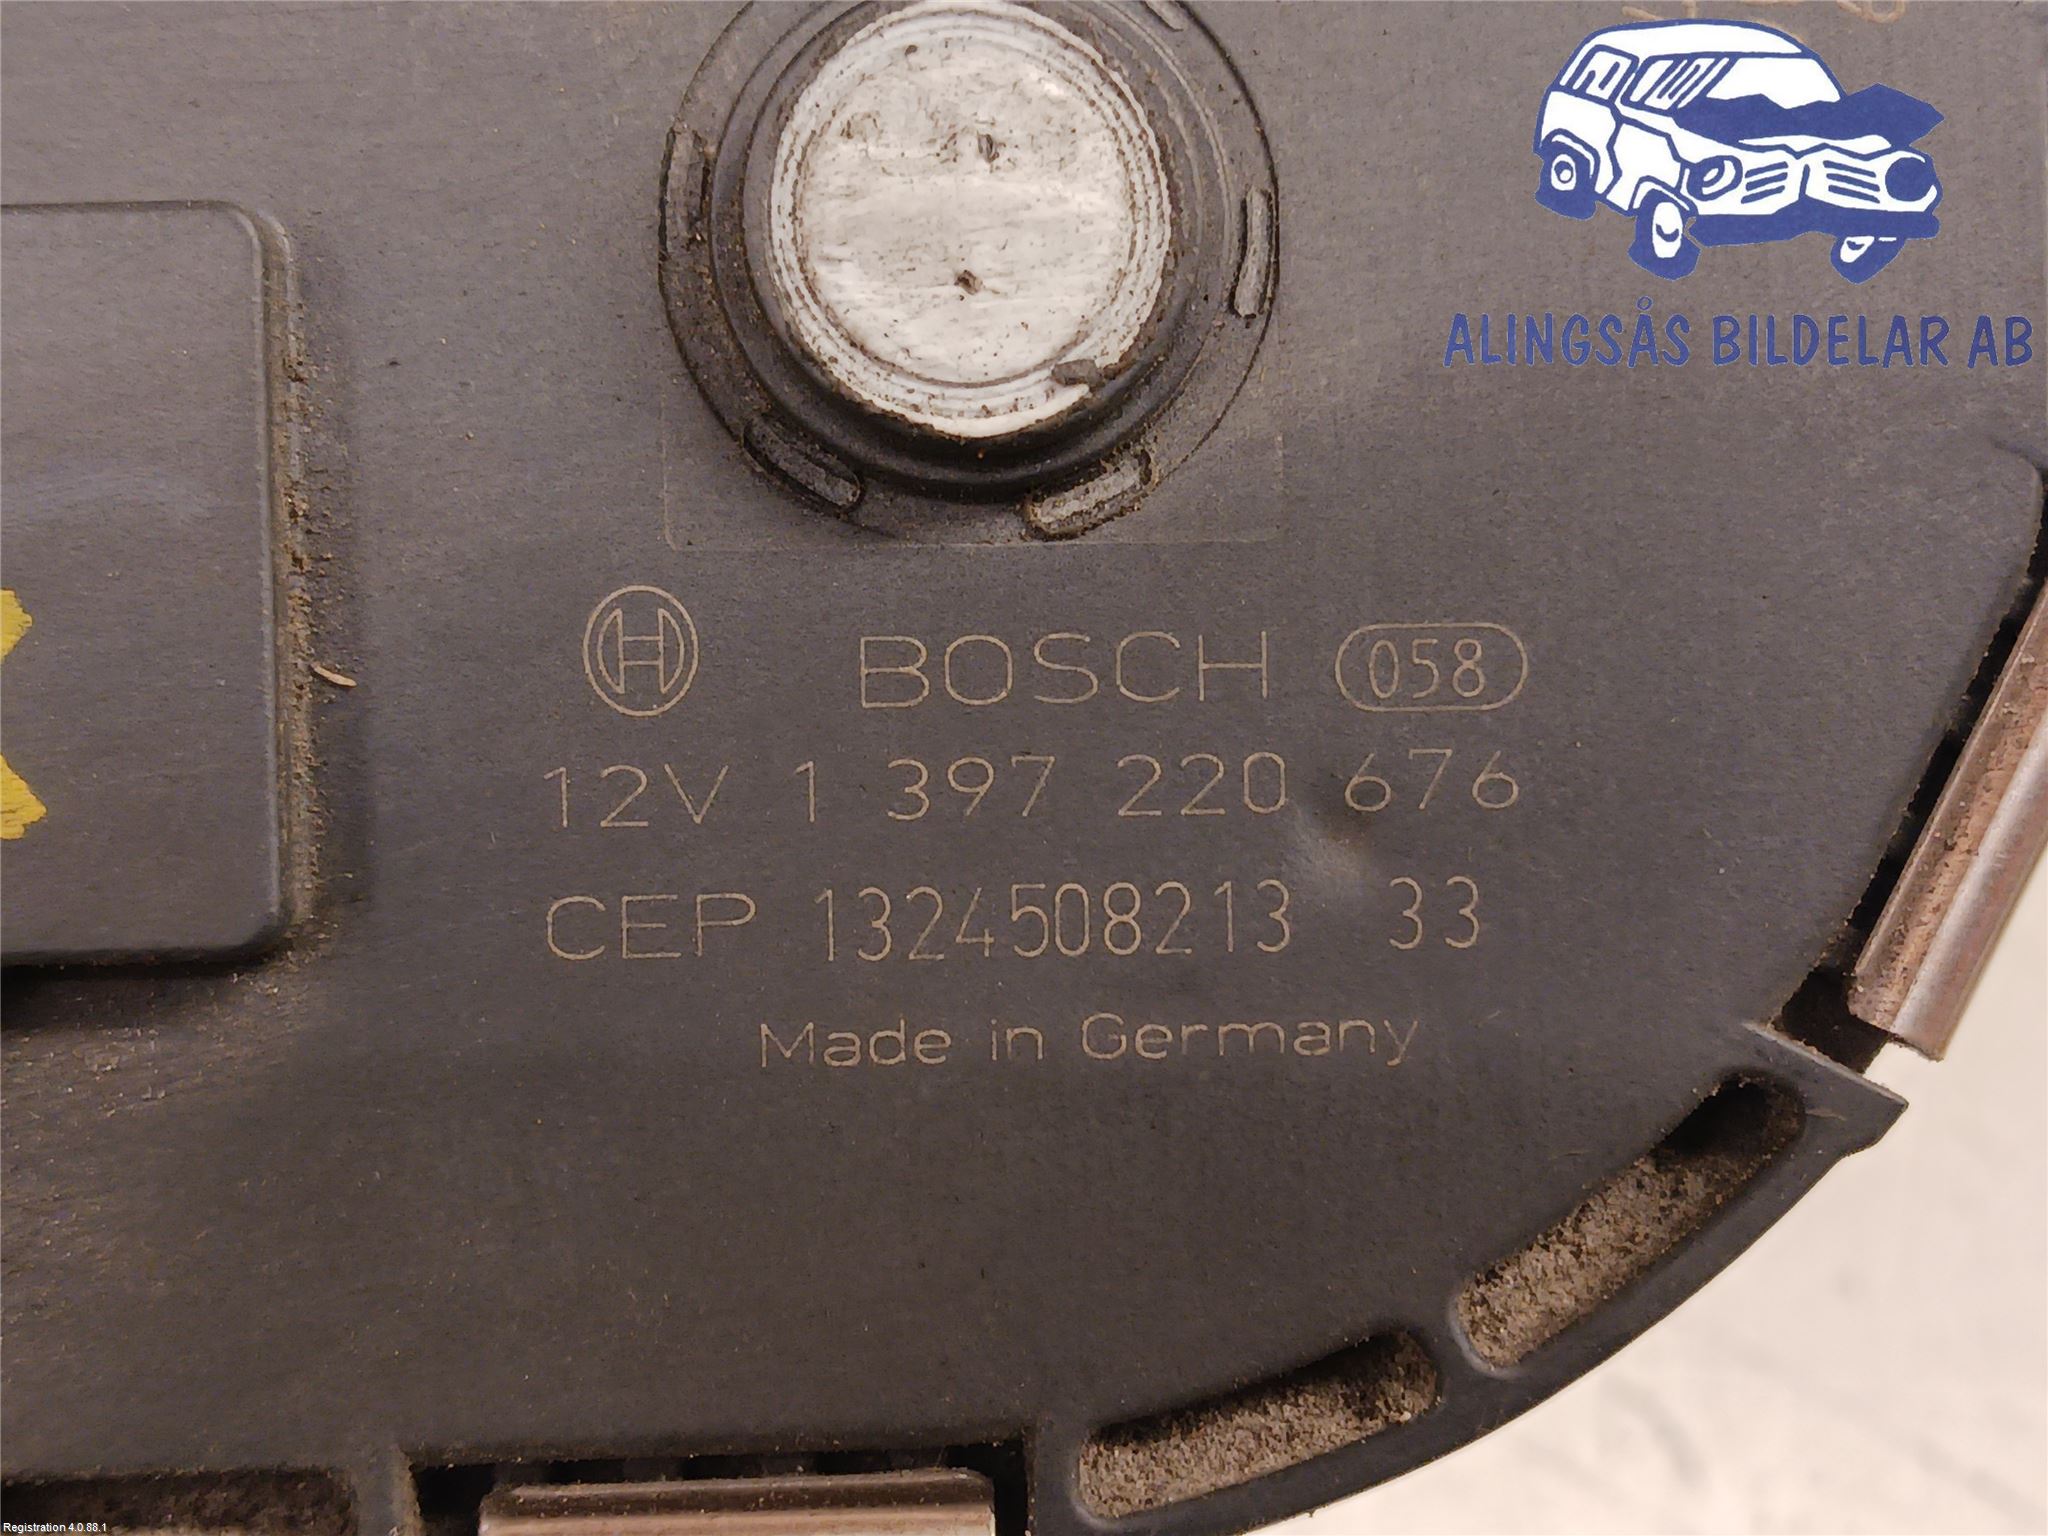 ALINGSÅS BILDELAR AB
BOSCH 058
12V 1 397 220 676
CEP 1324508213 33
Made in Germany
Registration 4.0.88.1